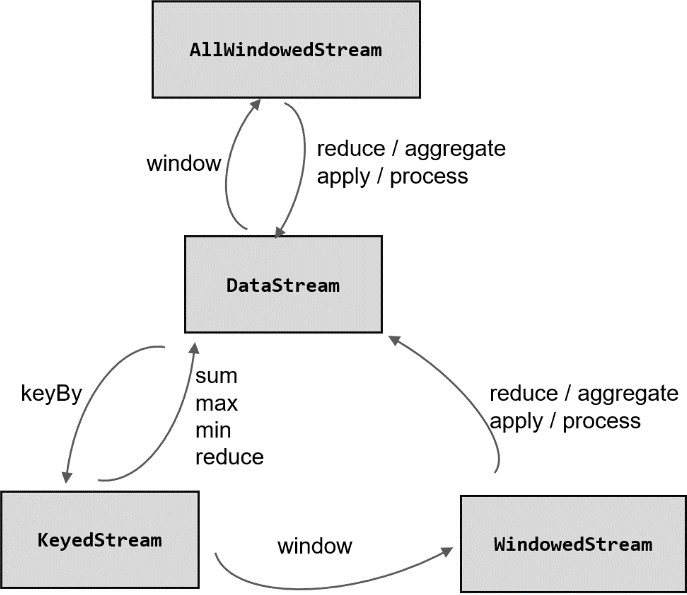 AllWindowedStream
window
reduce / aggregate
apply / process
DataStream
keyBy
sum
max
min
reduce
reduce / aggregate
apply / process
KeyedStream
window
WindowedStream